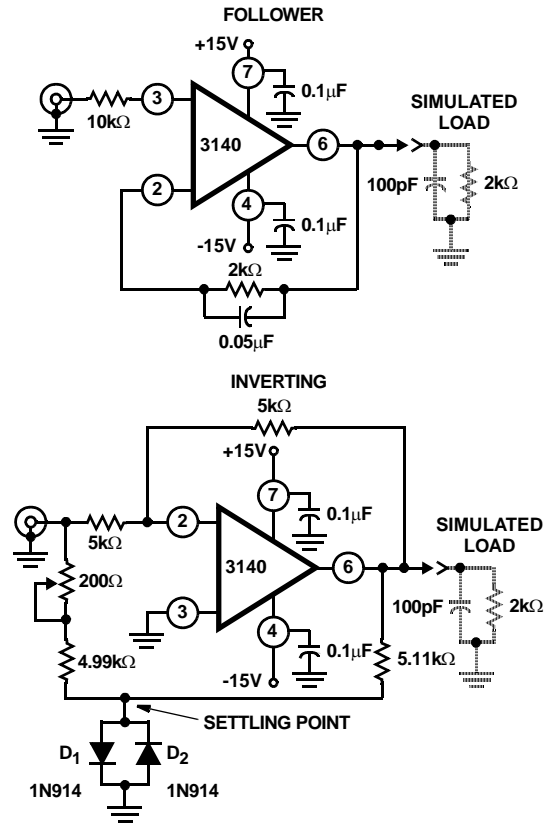 FOLLOWER
+15V
7
0.1µF
3
10kΩ
3140
6
SIMULATED
LOAD
100pF
2kΩ
2
4
0.1µF
-15V
2kΩ
0.05µF
INVERTING
5kΩ
+15V
7
0.1µF
2
5kΩ
3140
6
SIMULATED
LOAD
200Ω
100pF
2kΩ
3
4
0.1µF
5.11kΩ
4.99kΩ
-15V
SETTLING POINT
D1
D2
1N914
1N914